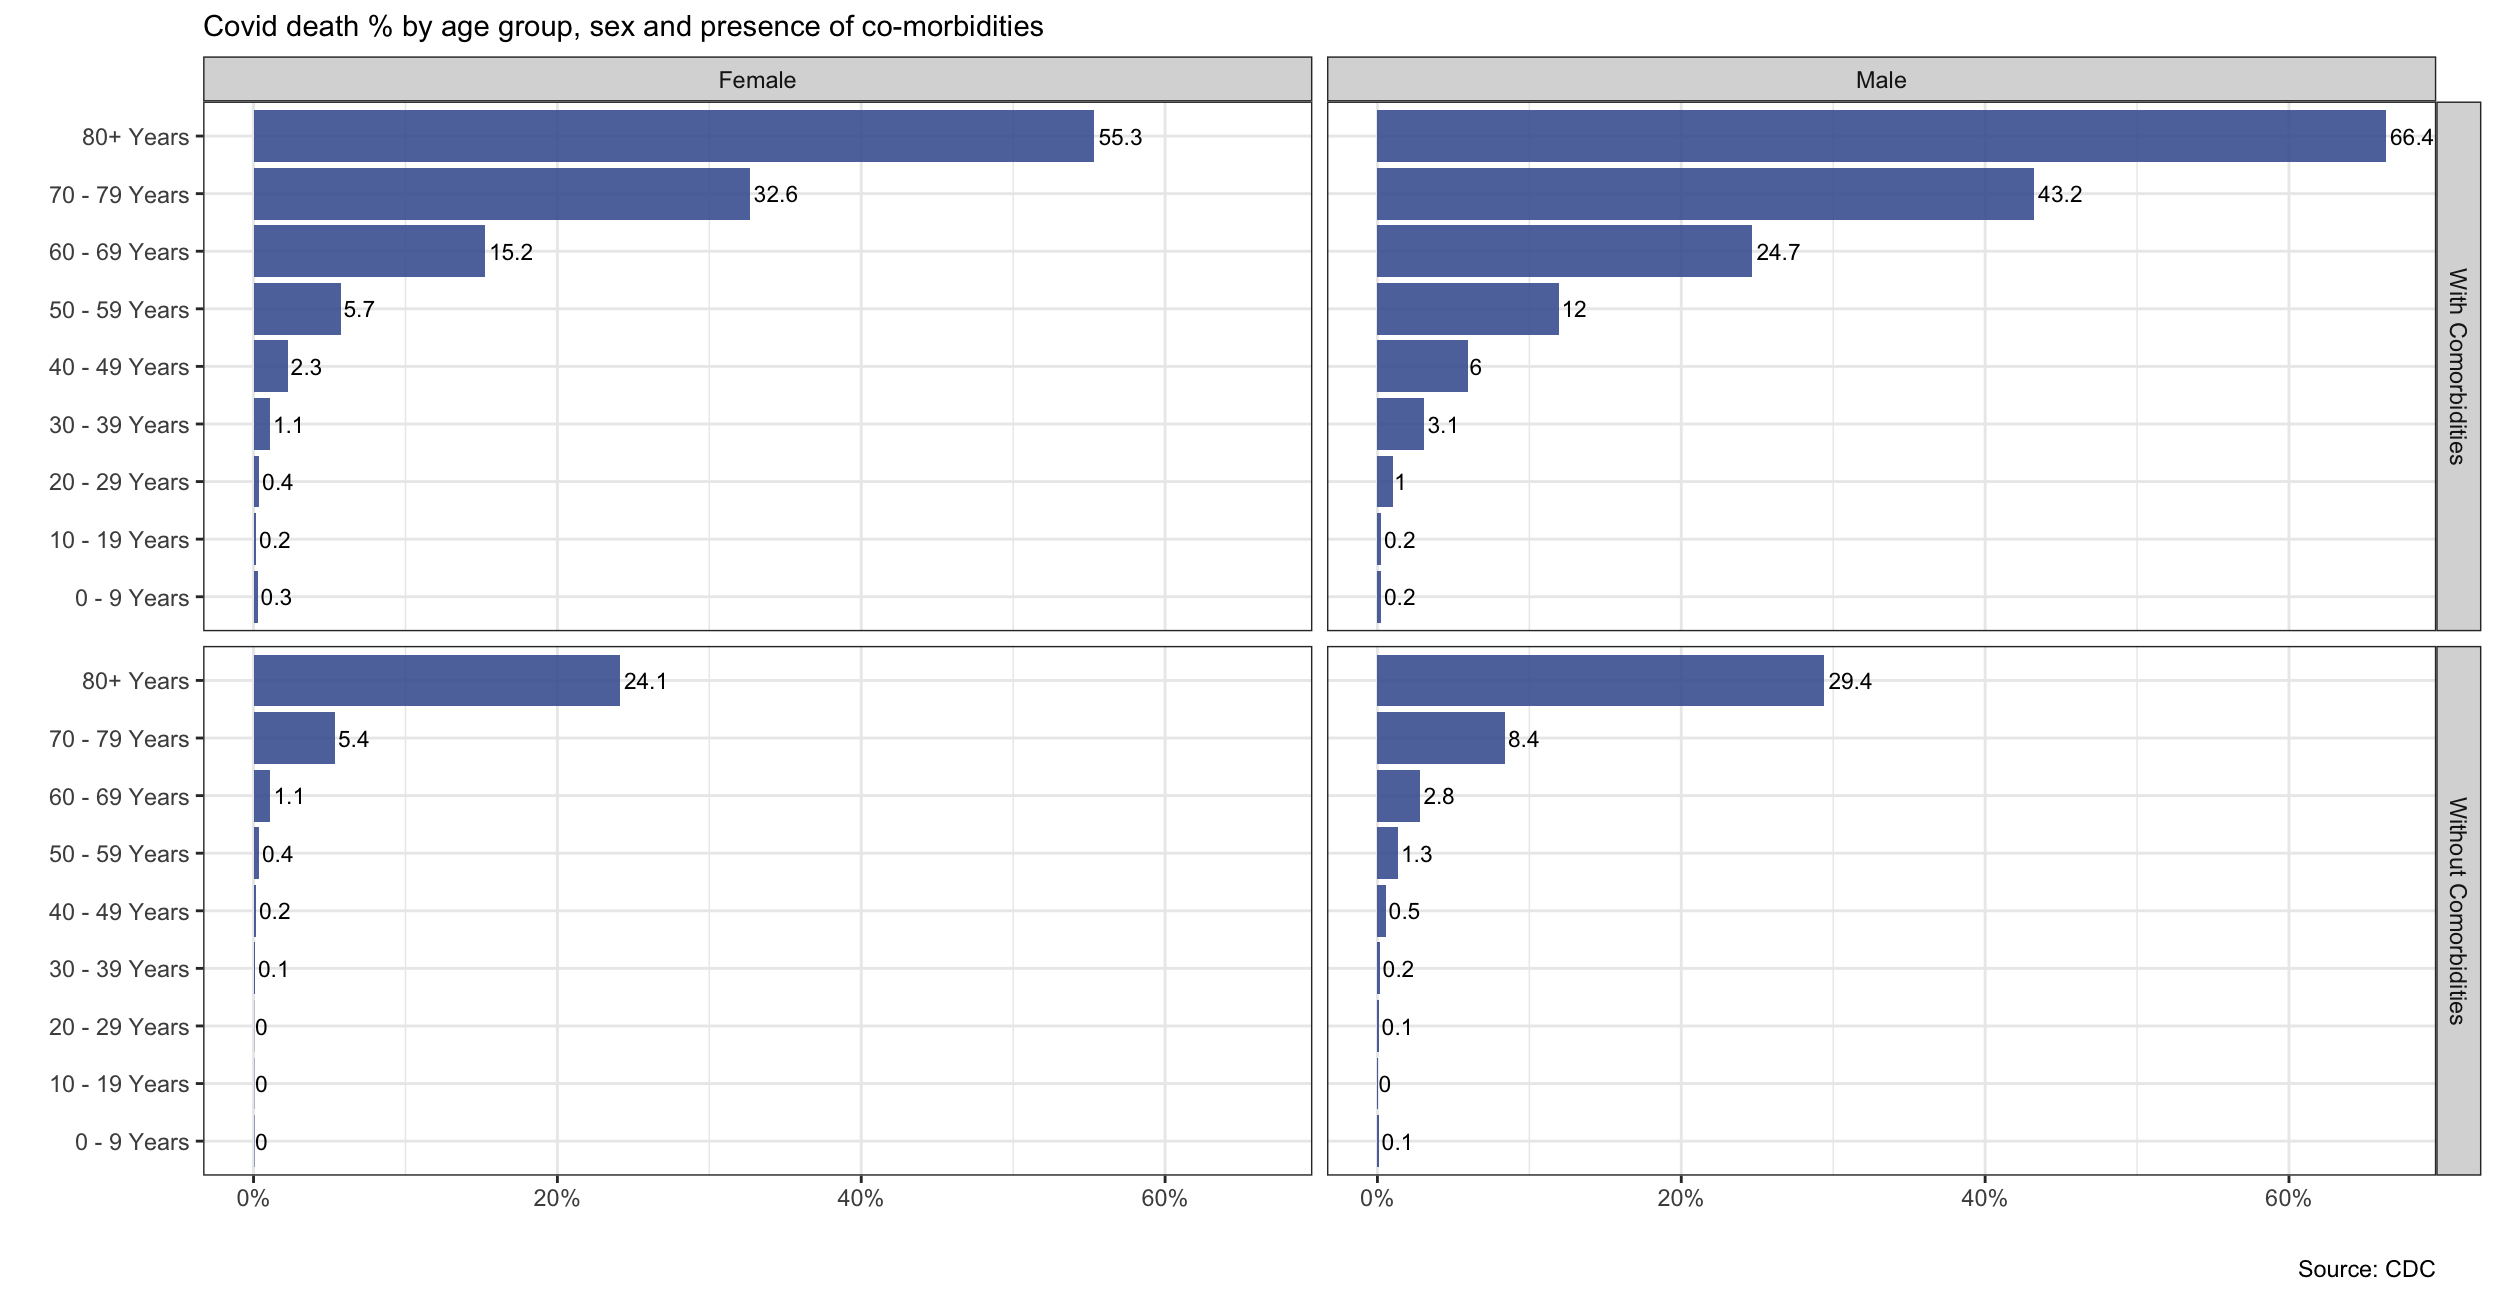 Covid death % by age group, sex and presence of co-morbidities
Female
Male
80+ Years
55.3
66.4
70 - 79 Years
32.6
43.2
60 - 69 Years
15.2
24.7
50 - 59 Years
5.7
12
40 - 49 Years
2.3
6
30 - 39 Years
1.1
3.1
20 - 29 Years
0.4
1
10 - 19 Years
0.2
0.2
0 - 9 Years
0.3
0.2
With Comorbidities
80+ Years
24.1
29.4
70 - 79 Years
5.4
8.4
60 - 69 Years
1.1
2.8
50 - 59 Years
0.4
1.3
40 - 49 Years
0.2
0.5
30 - 39 Years
0.1
0.2
20 - 29 Years
0
0.1
10 - 19 Years
0
0
0 - 9 Years
0
0.1
Without Comorbidities
0%
20%
40%
60%
0%
20%
40%
60%
Source: CDC